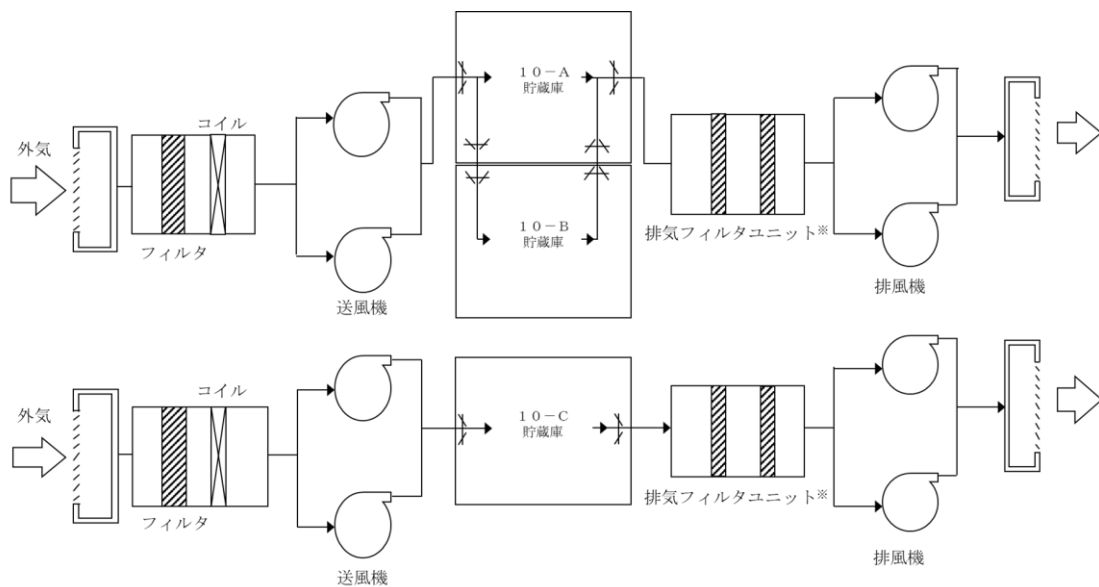 外気
コイル
フィルタ
送風機
10-A
貯蔵庫
10-B
貯蔵庫
排気フィルタユニット※
排風機
外気
コイル
フィルタ
送風機
10-C
貯蔵庫
排気フィルタユニット※
排風機